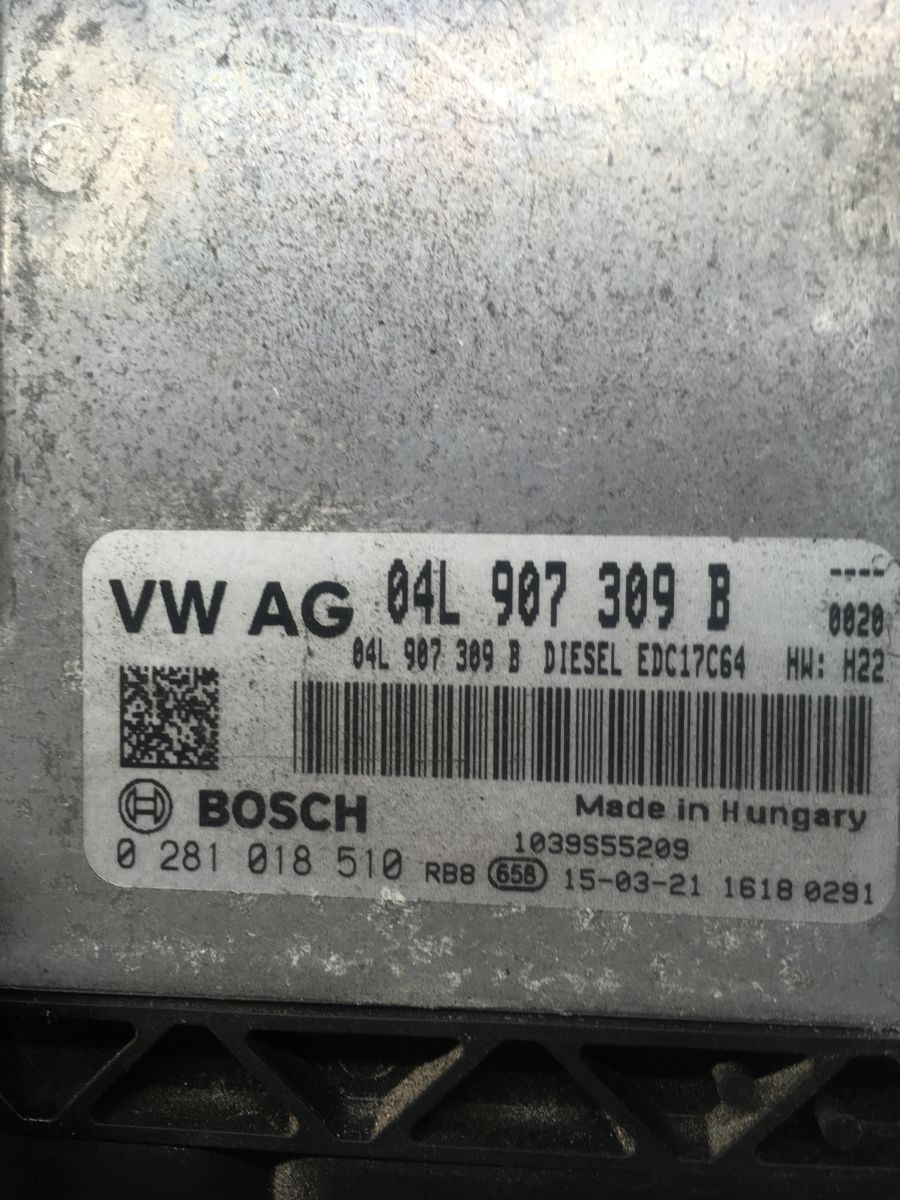 VW AG 04L 907 309 B ----
0020
04L 907 309 B DIESEL EDC17C64 HW: H22
BOSCH Made in Hungary
1039S55209
0 281 018 510 RB8 658 15-03-21 1618 0291